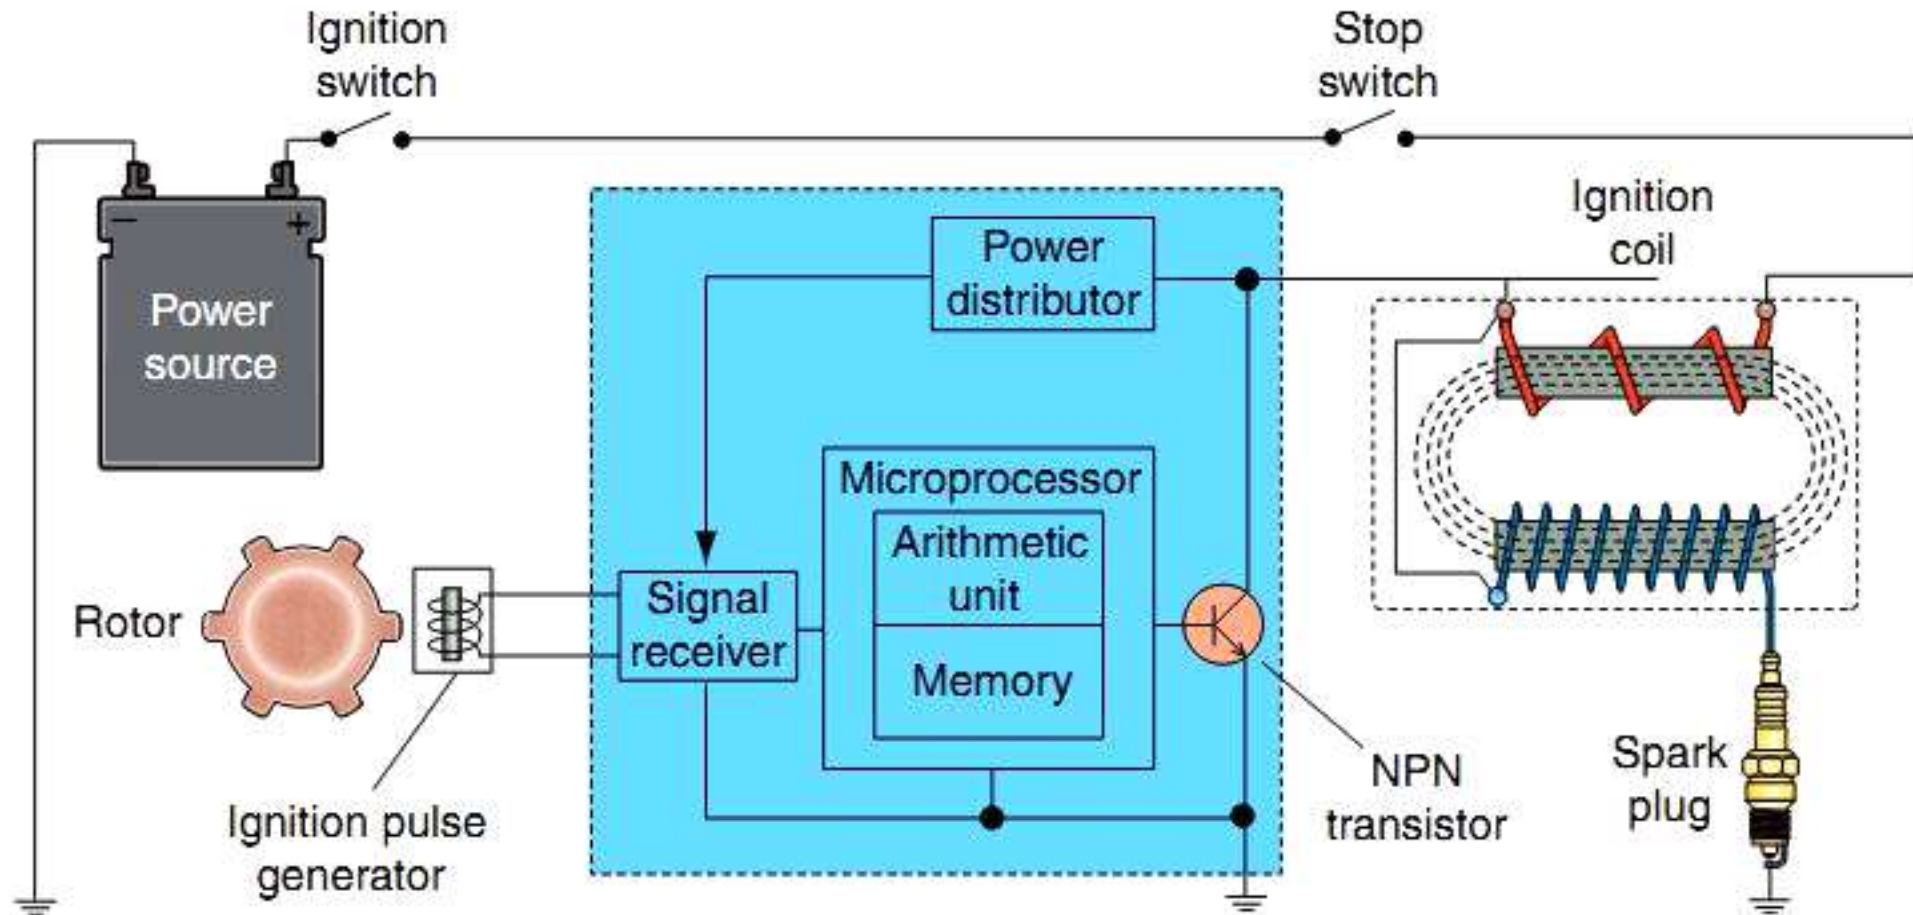 Ignition
switch
Stop
switch
Ignition
coil
Power
distributor
−
+
Power
source
Microprocessor
Arithmetic
unit
Memory
Signal
receiver
Rotor
Ignition pulse
generator
NPN
transistor
Spark
plug